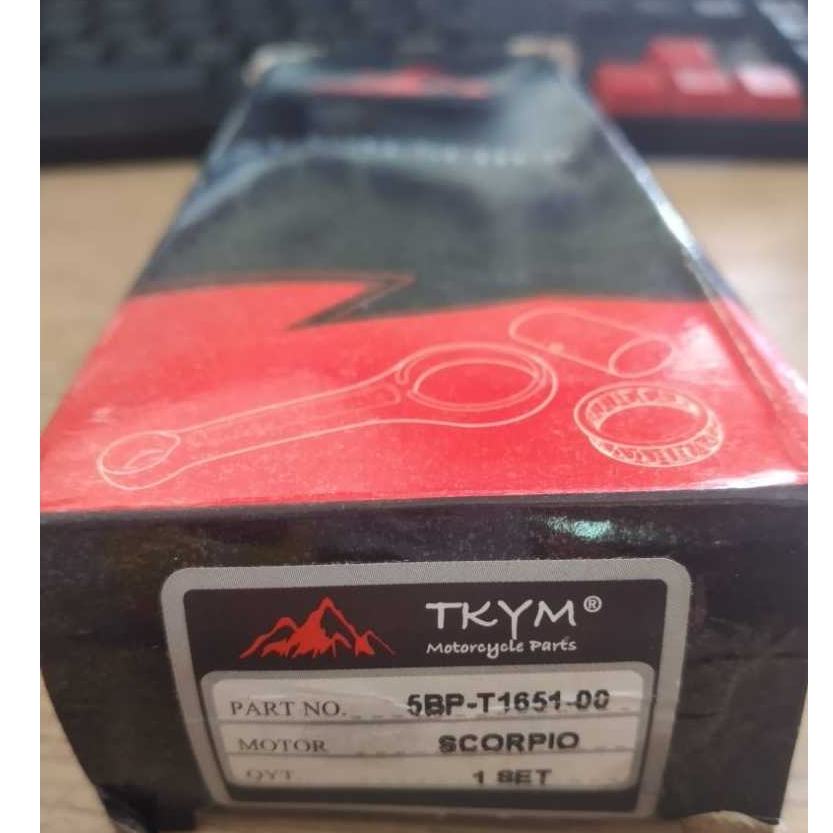 TKYM®
Motorcycle Parts
PART NO. 5BP-T1651-00
MOTOR SCORPIO
QYT 1 SET